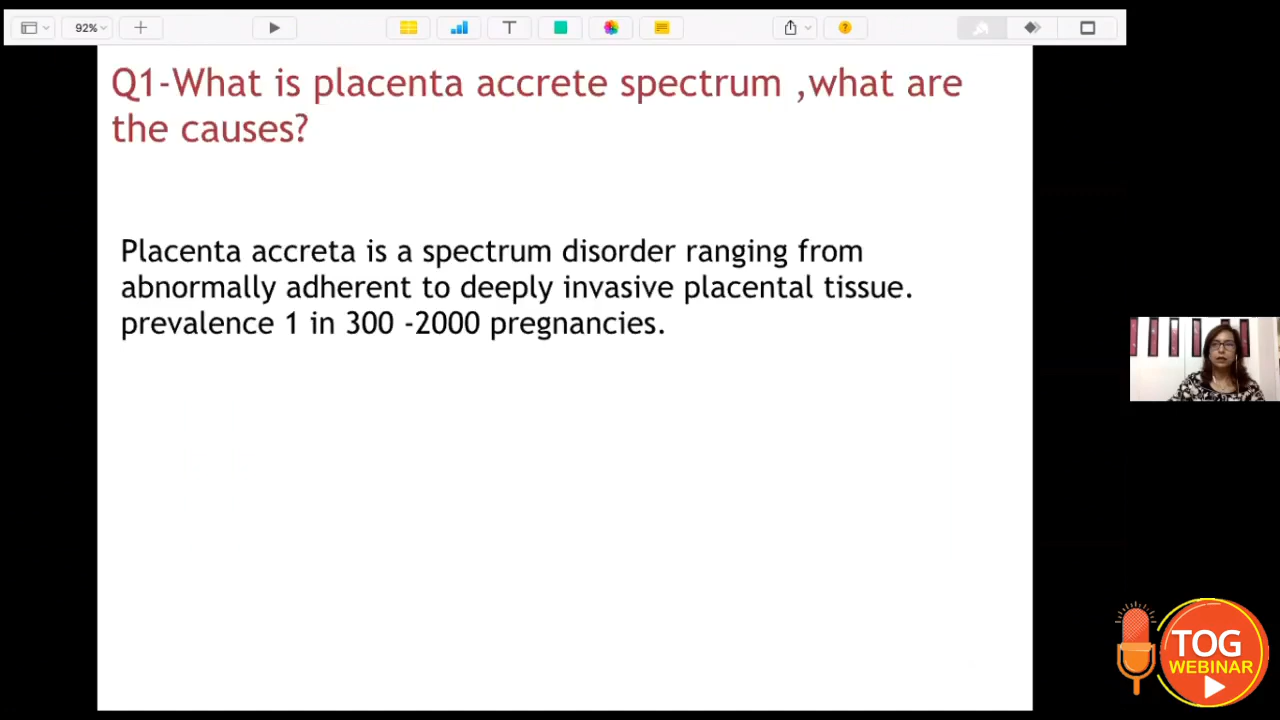 92%
Q1-What is placenta accrete spectrum ,what are
the causes?
Placenta accreta is a spectrum disorder ranging from
abnormally adherent to deeply invasive placental tissue.
prevalence 1 in 300 -2000 pregnancies.
TOG
WEBINAR